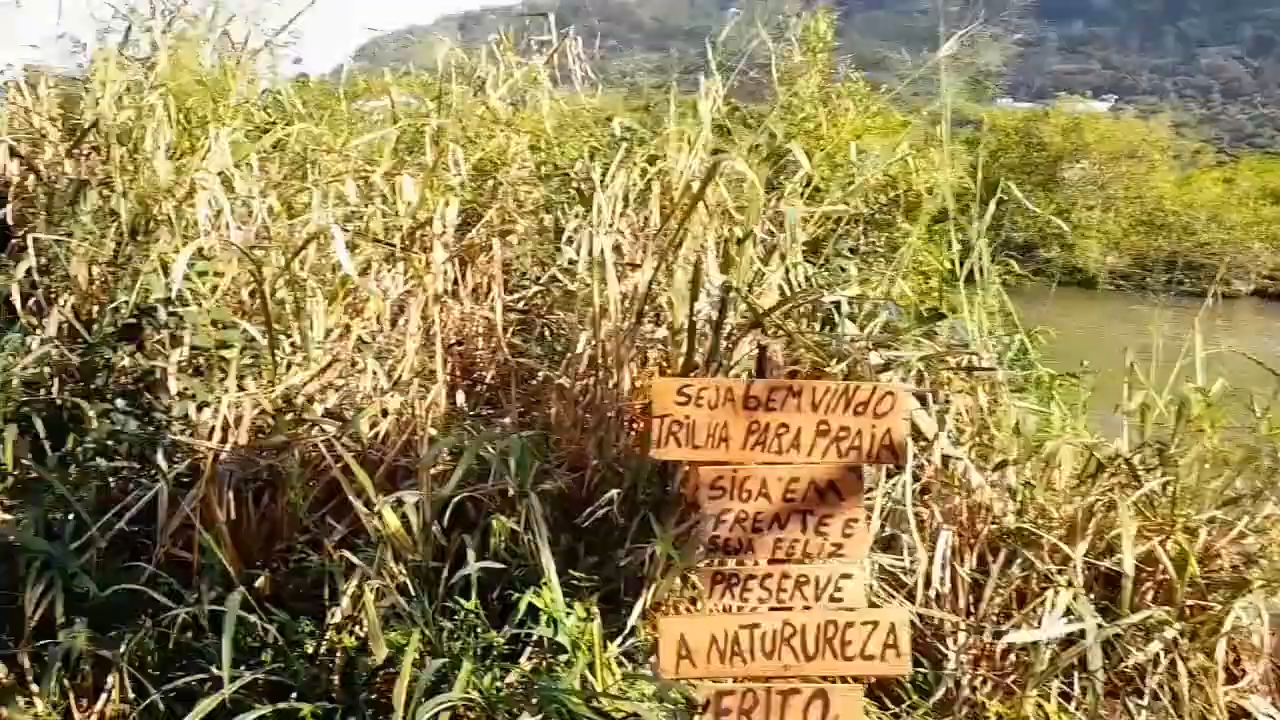 SEJA bEM VINdO
TRILHA PARA PRAiA
SIGA EM
FRENTE E
SEJA FELIZ
PRESERVE
A NATURUREZA